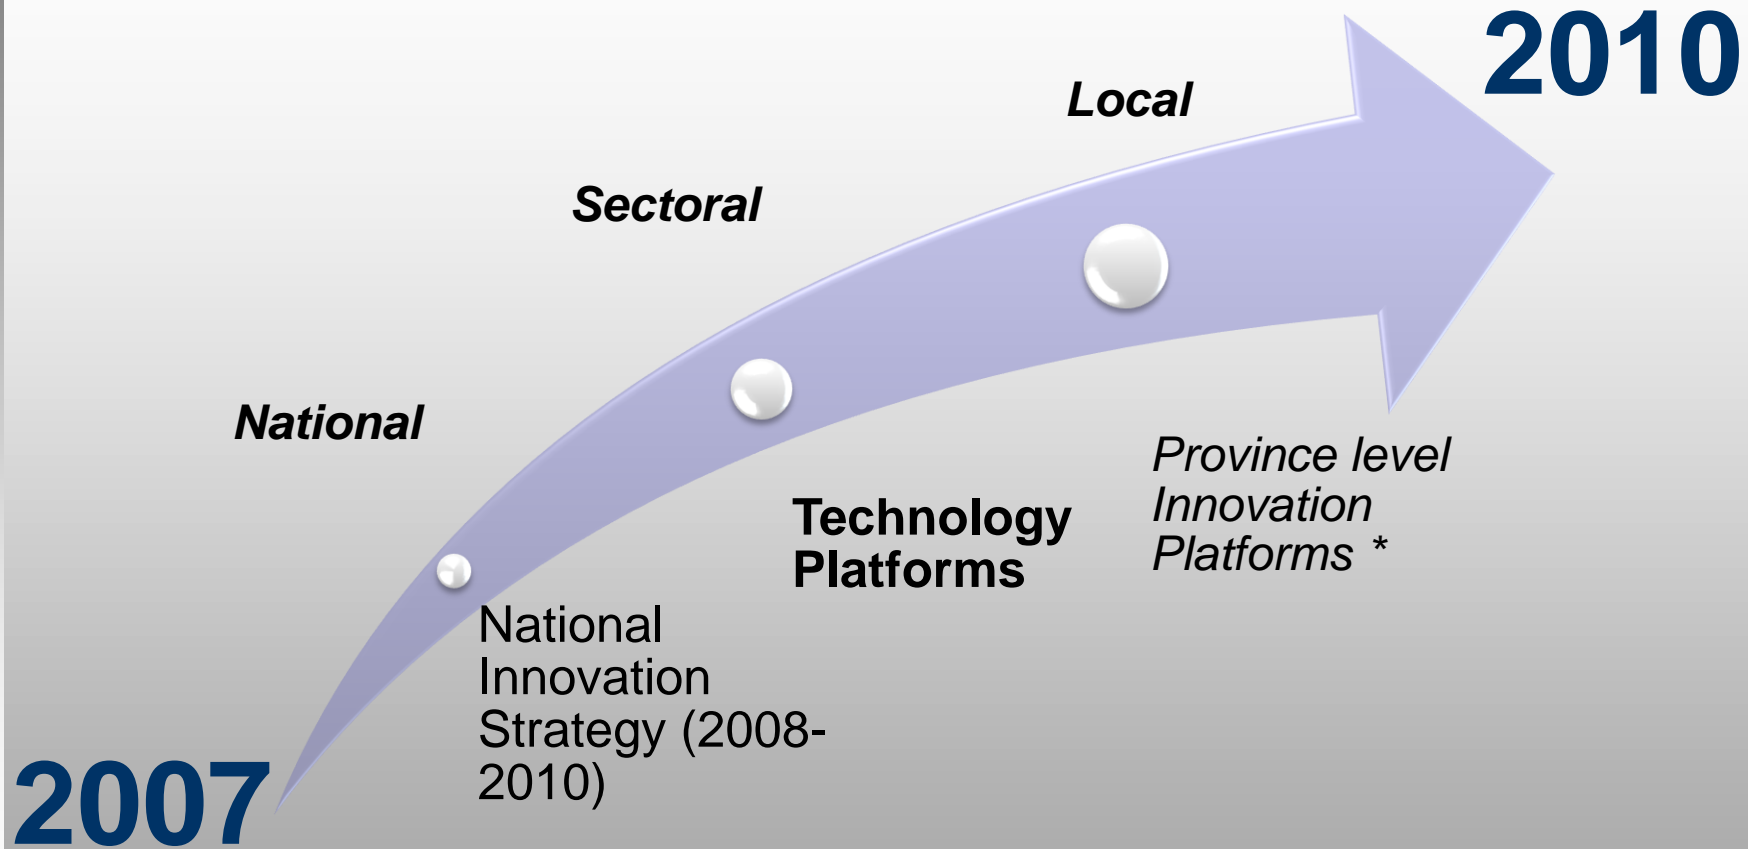 2010
Local
Sectoral
National
Province level
Innovation
Platforms *
Technology
Platforms
National
Innovation
Strategy (2008-
2010)
2007